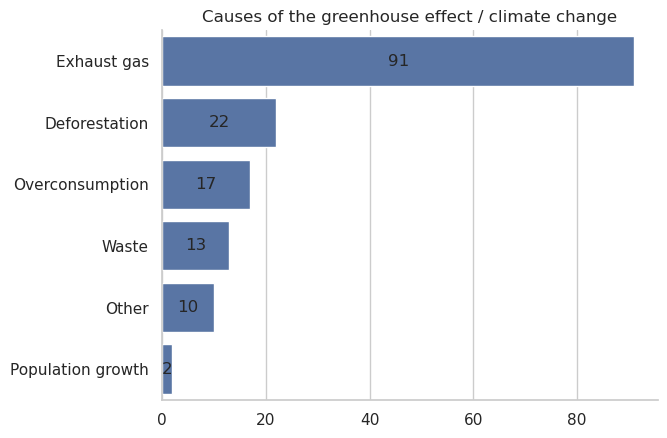 Causes of the greenhouse effect / climate change
Exhaust gas 91
Deforestation 22
Overconsumption 17
Waste 13
Other 10
Population growth 2
0 20 40 60 80